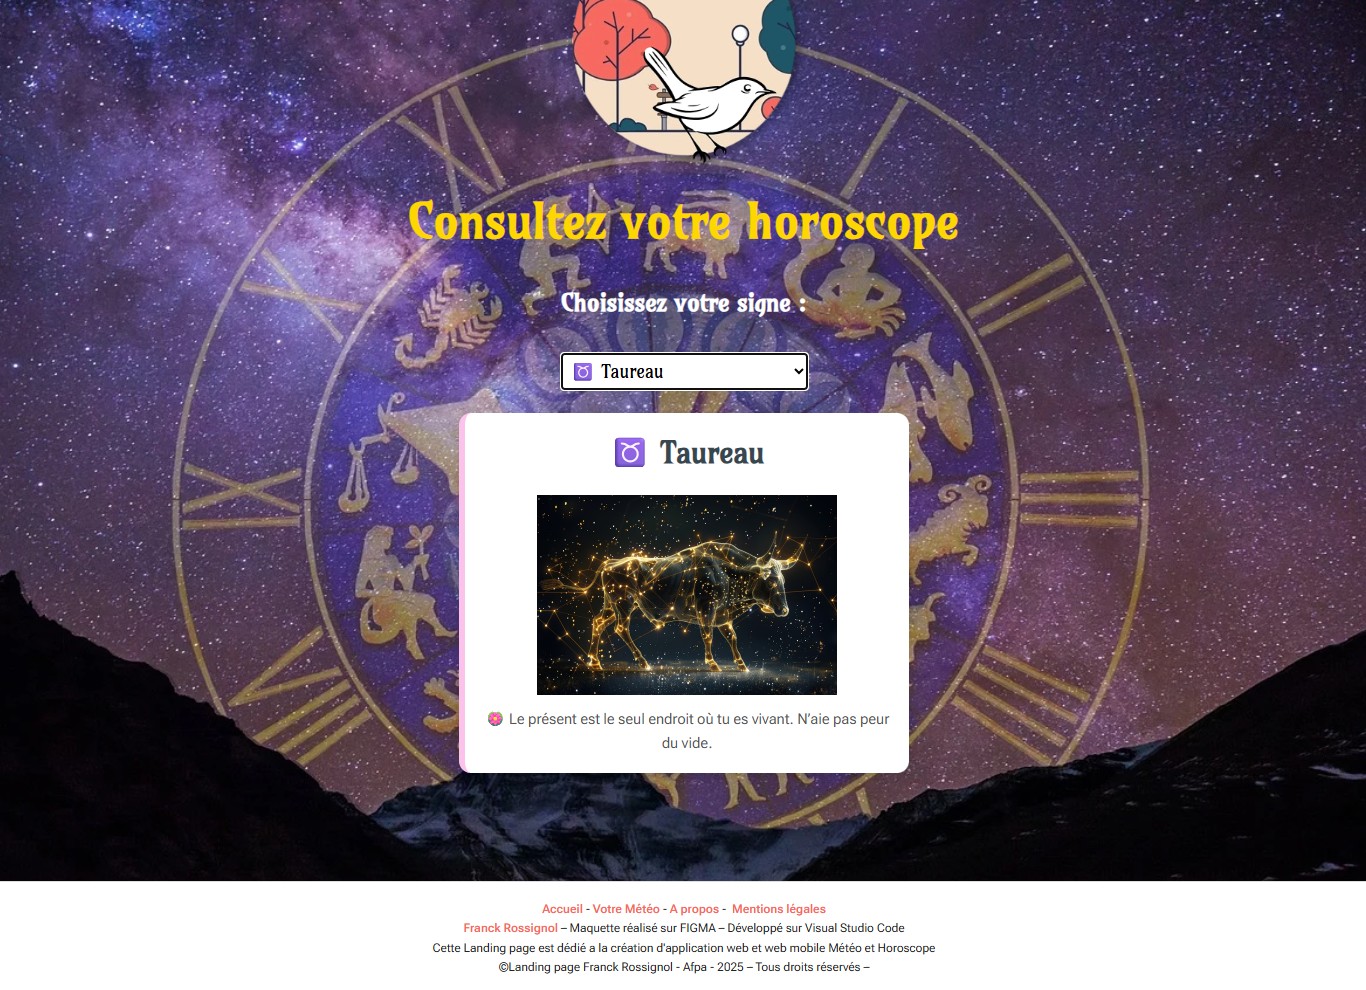 Consultez votre horoscope
Choisissez votre signe :
♉ Taureau
♉ Taureau
Le présent est le seul endroit où tu es vivant. N’aie pas peur
du vide.
Accueil - Votre Météo - A propos - Mentions légales
Franck Rossignol – Maquette réalisé sur FIGMA – Développé sur Visual Studio Code
Cette Landing page est dédié a la création d'application web et web mobile Météo et Horoscope
©Landing page Franck Rossignol - Afpa - 2025 – Tous droits réservés –